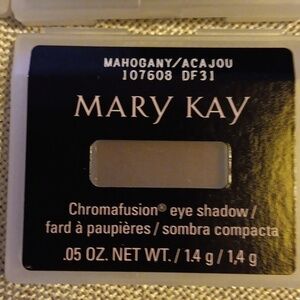 MAHOGANY/ACAJOU
107608 DF31
MARY KAY
Chromafusion® eye shadow /
fard à paupières / sombra compacta
.05 OZ. NET WT. / 1.4 g / 1,4 g